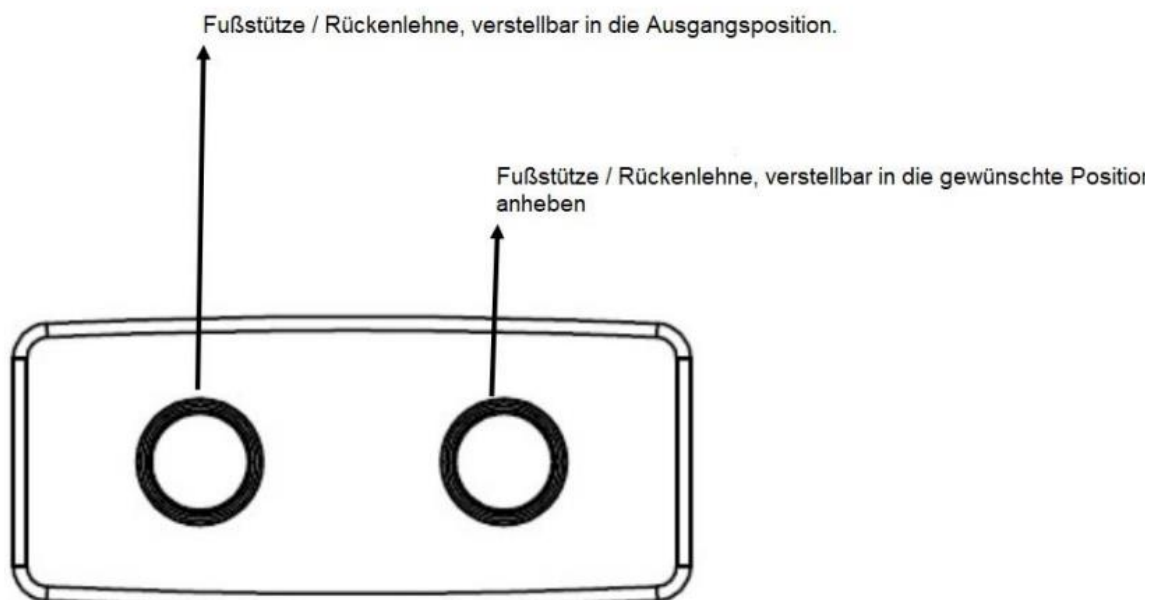 Fußstütze / Rückenlehne, verstellbar in die Ausgangsposition.
Fußstütze / Rückenlehne, verstellbar in die gewünschte Position
anheben